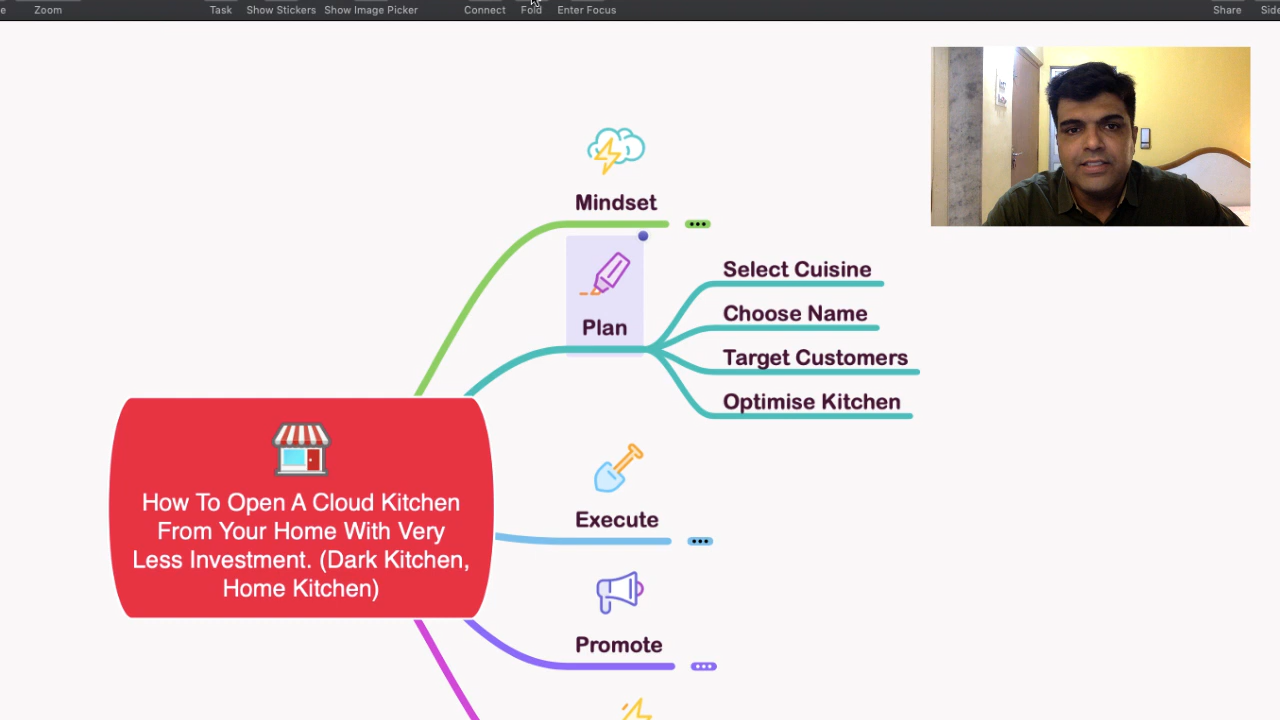 Zoom
Task
Show Stickers
Show Image Picker
Connect
Fold
Enter Focus
Share
Mindset
Plan
Select Cuisine
Choose Name
Target Customers
Optimise Kitchen
How To Open A Cloud Kitchen
From Your Home With Very
Less Investment. (Dark Kitchen,
Home Kitchen)
Execute
Promote